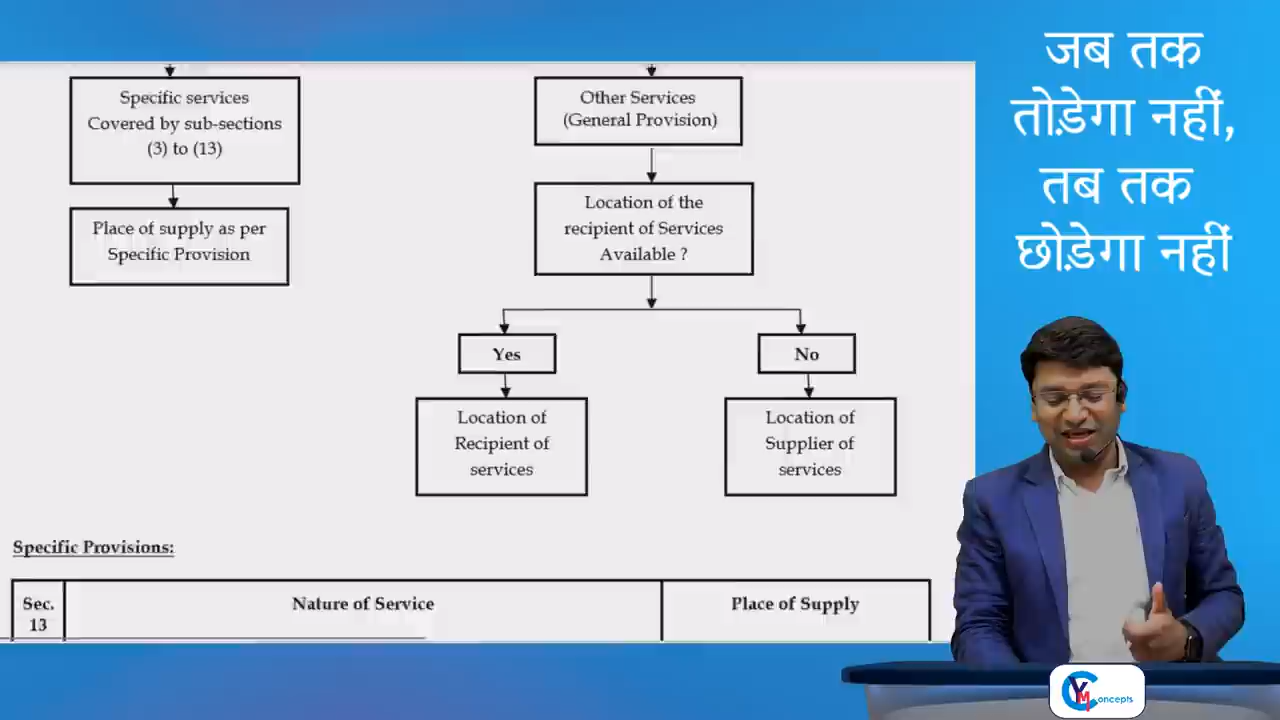 Specific services
Covered by sub-sections
(3) to (13)
Place of supply as per
Specific Provision
Other Services
(General Provision)
Location of the
recipient of Services
Available ?
Yes
No
Location of
Recipient of
services
Location of
Supplier of
services
Specific Provisions:
Sec.
13
Nature of Service
Place of Supply
जब तक
तोड़ेगा नहीं,
तब तक
छोड़ेगा नहीं
YM Concepts